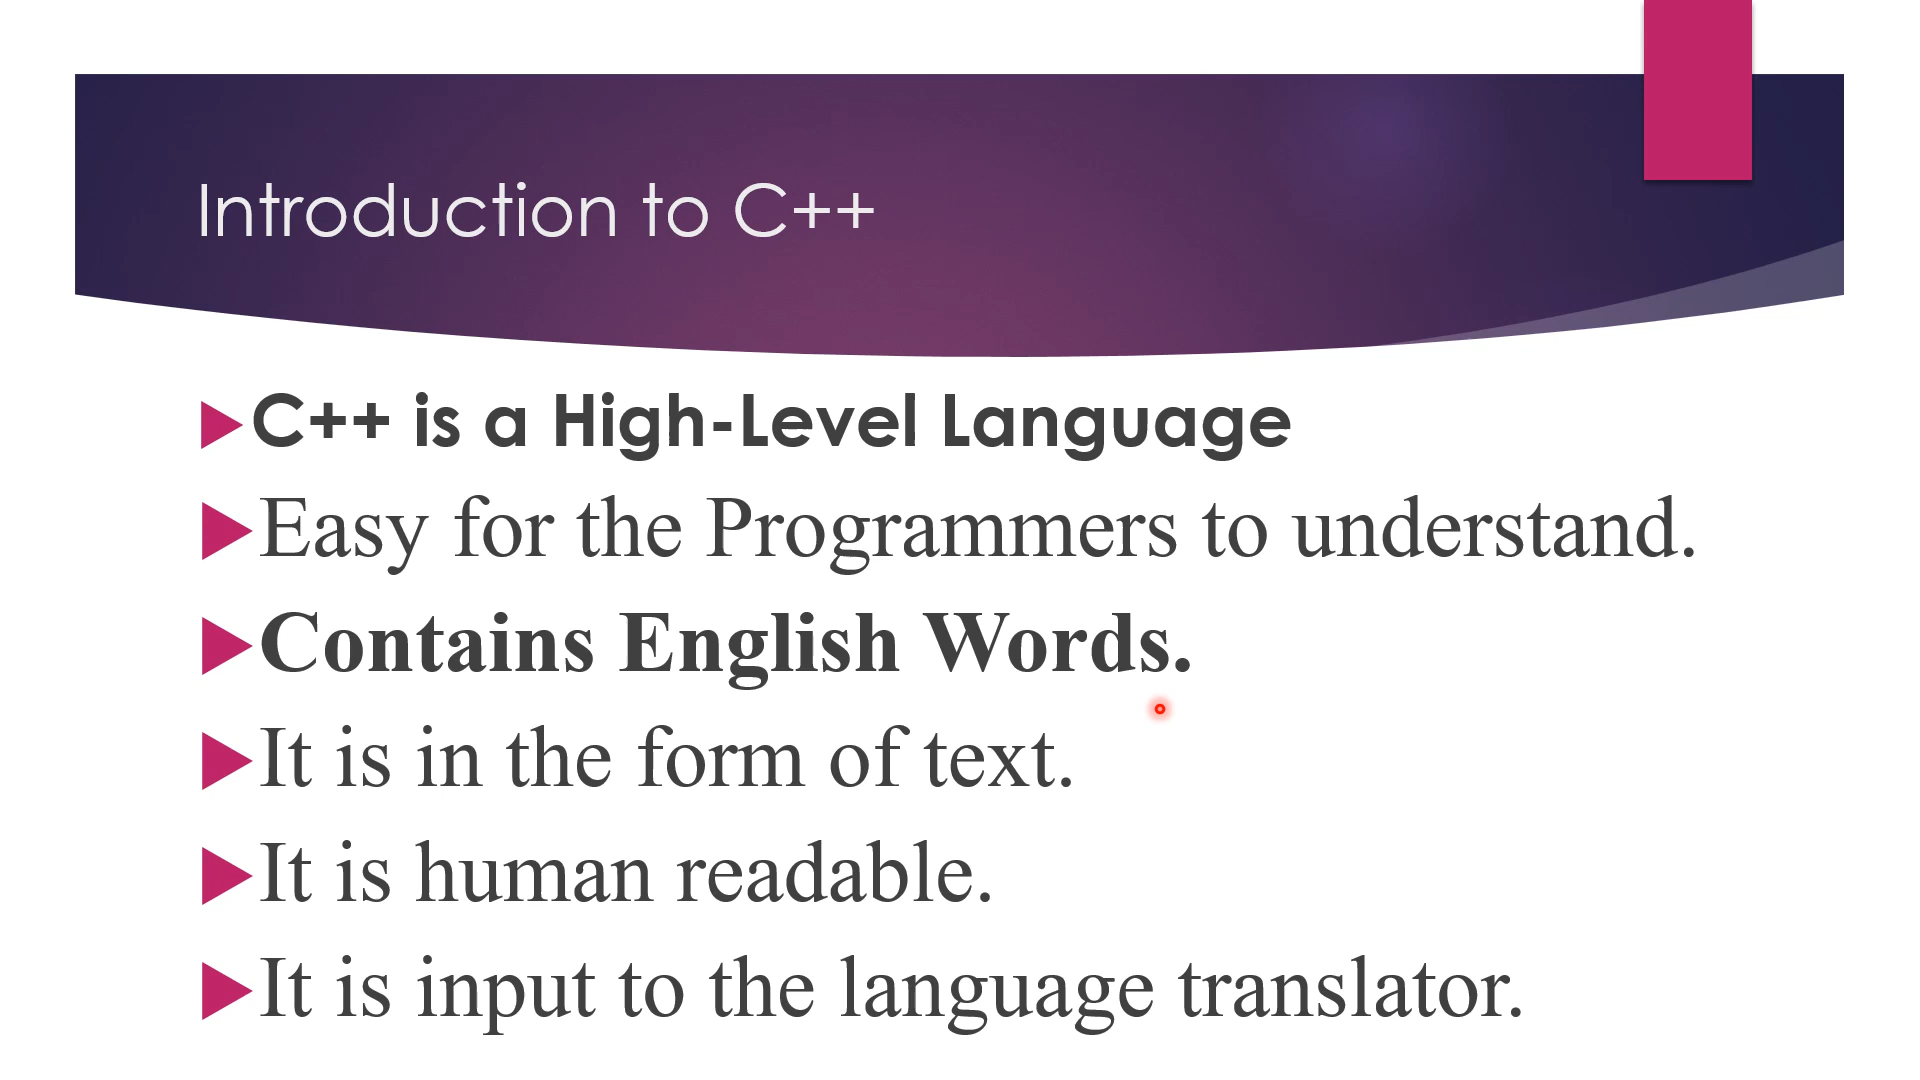 Introduction to C++
C++ is a High-Level Language
Easy for the Programmers to understand.
Contains English Words.
It is in the form of text.
It is human readable.
It is input to the language translator.